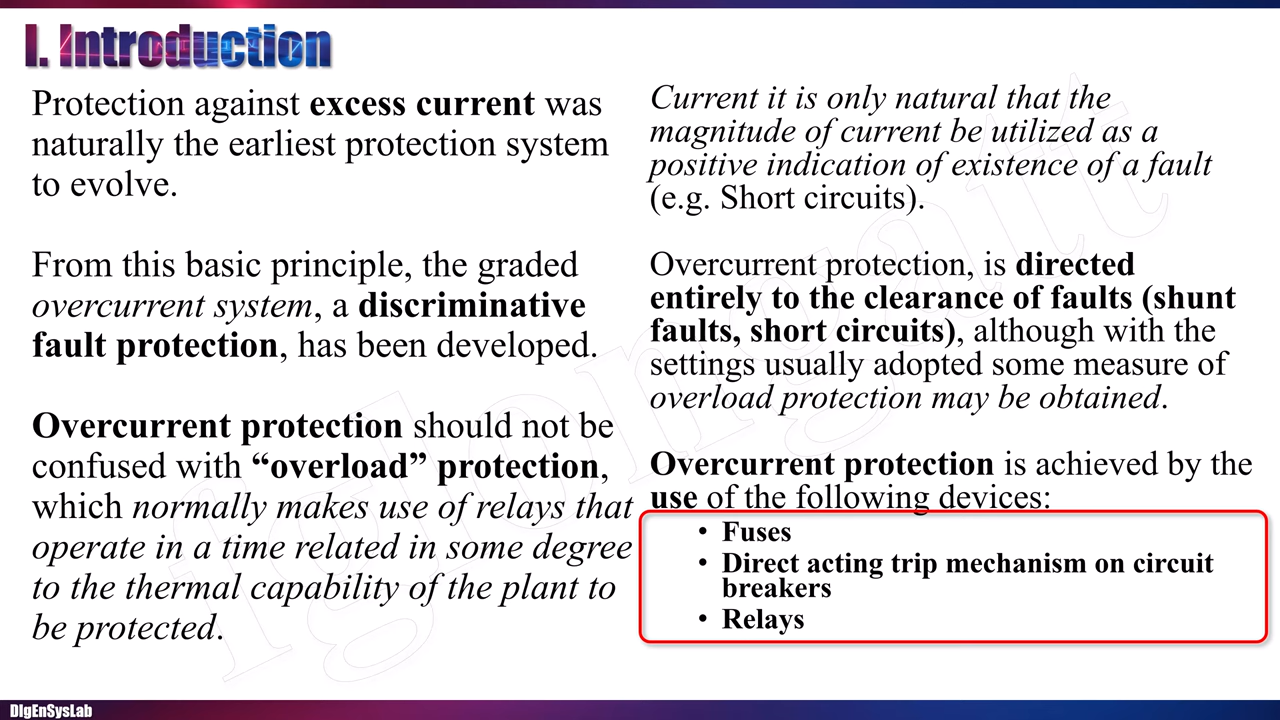 I. Introduction
Protection against excess current was
naturally the earliest protection system
to evolve.
From this basic principle, the graded
overcurrent system, a discriminative
fault protection, has been developed.
Overcurrent protection should not be
confused with “overload” protection,
which normally makes use of relays that
operate in a time related in some degree
to the thermal capability of the plant to
be protected.
Current it is only natural that the
magnitude of current be utilized as a
positive indication of existence of a fault
(e.g. Short circuits).
Overcurrent protection, is directed
entirely to the clearance of faults (shunt
faults, short circuits), although with the
settings usually adopted some measure of
overload protection may be obtained.
Overcurrent protection is achieved by the
use of the following devices:
• Fuses
• Direct acting trip mechanism on circuit
breakers
• Relays
fglongatt
DIgEnSysLab